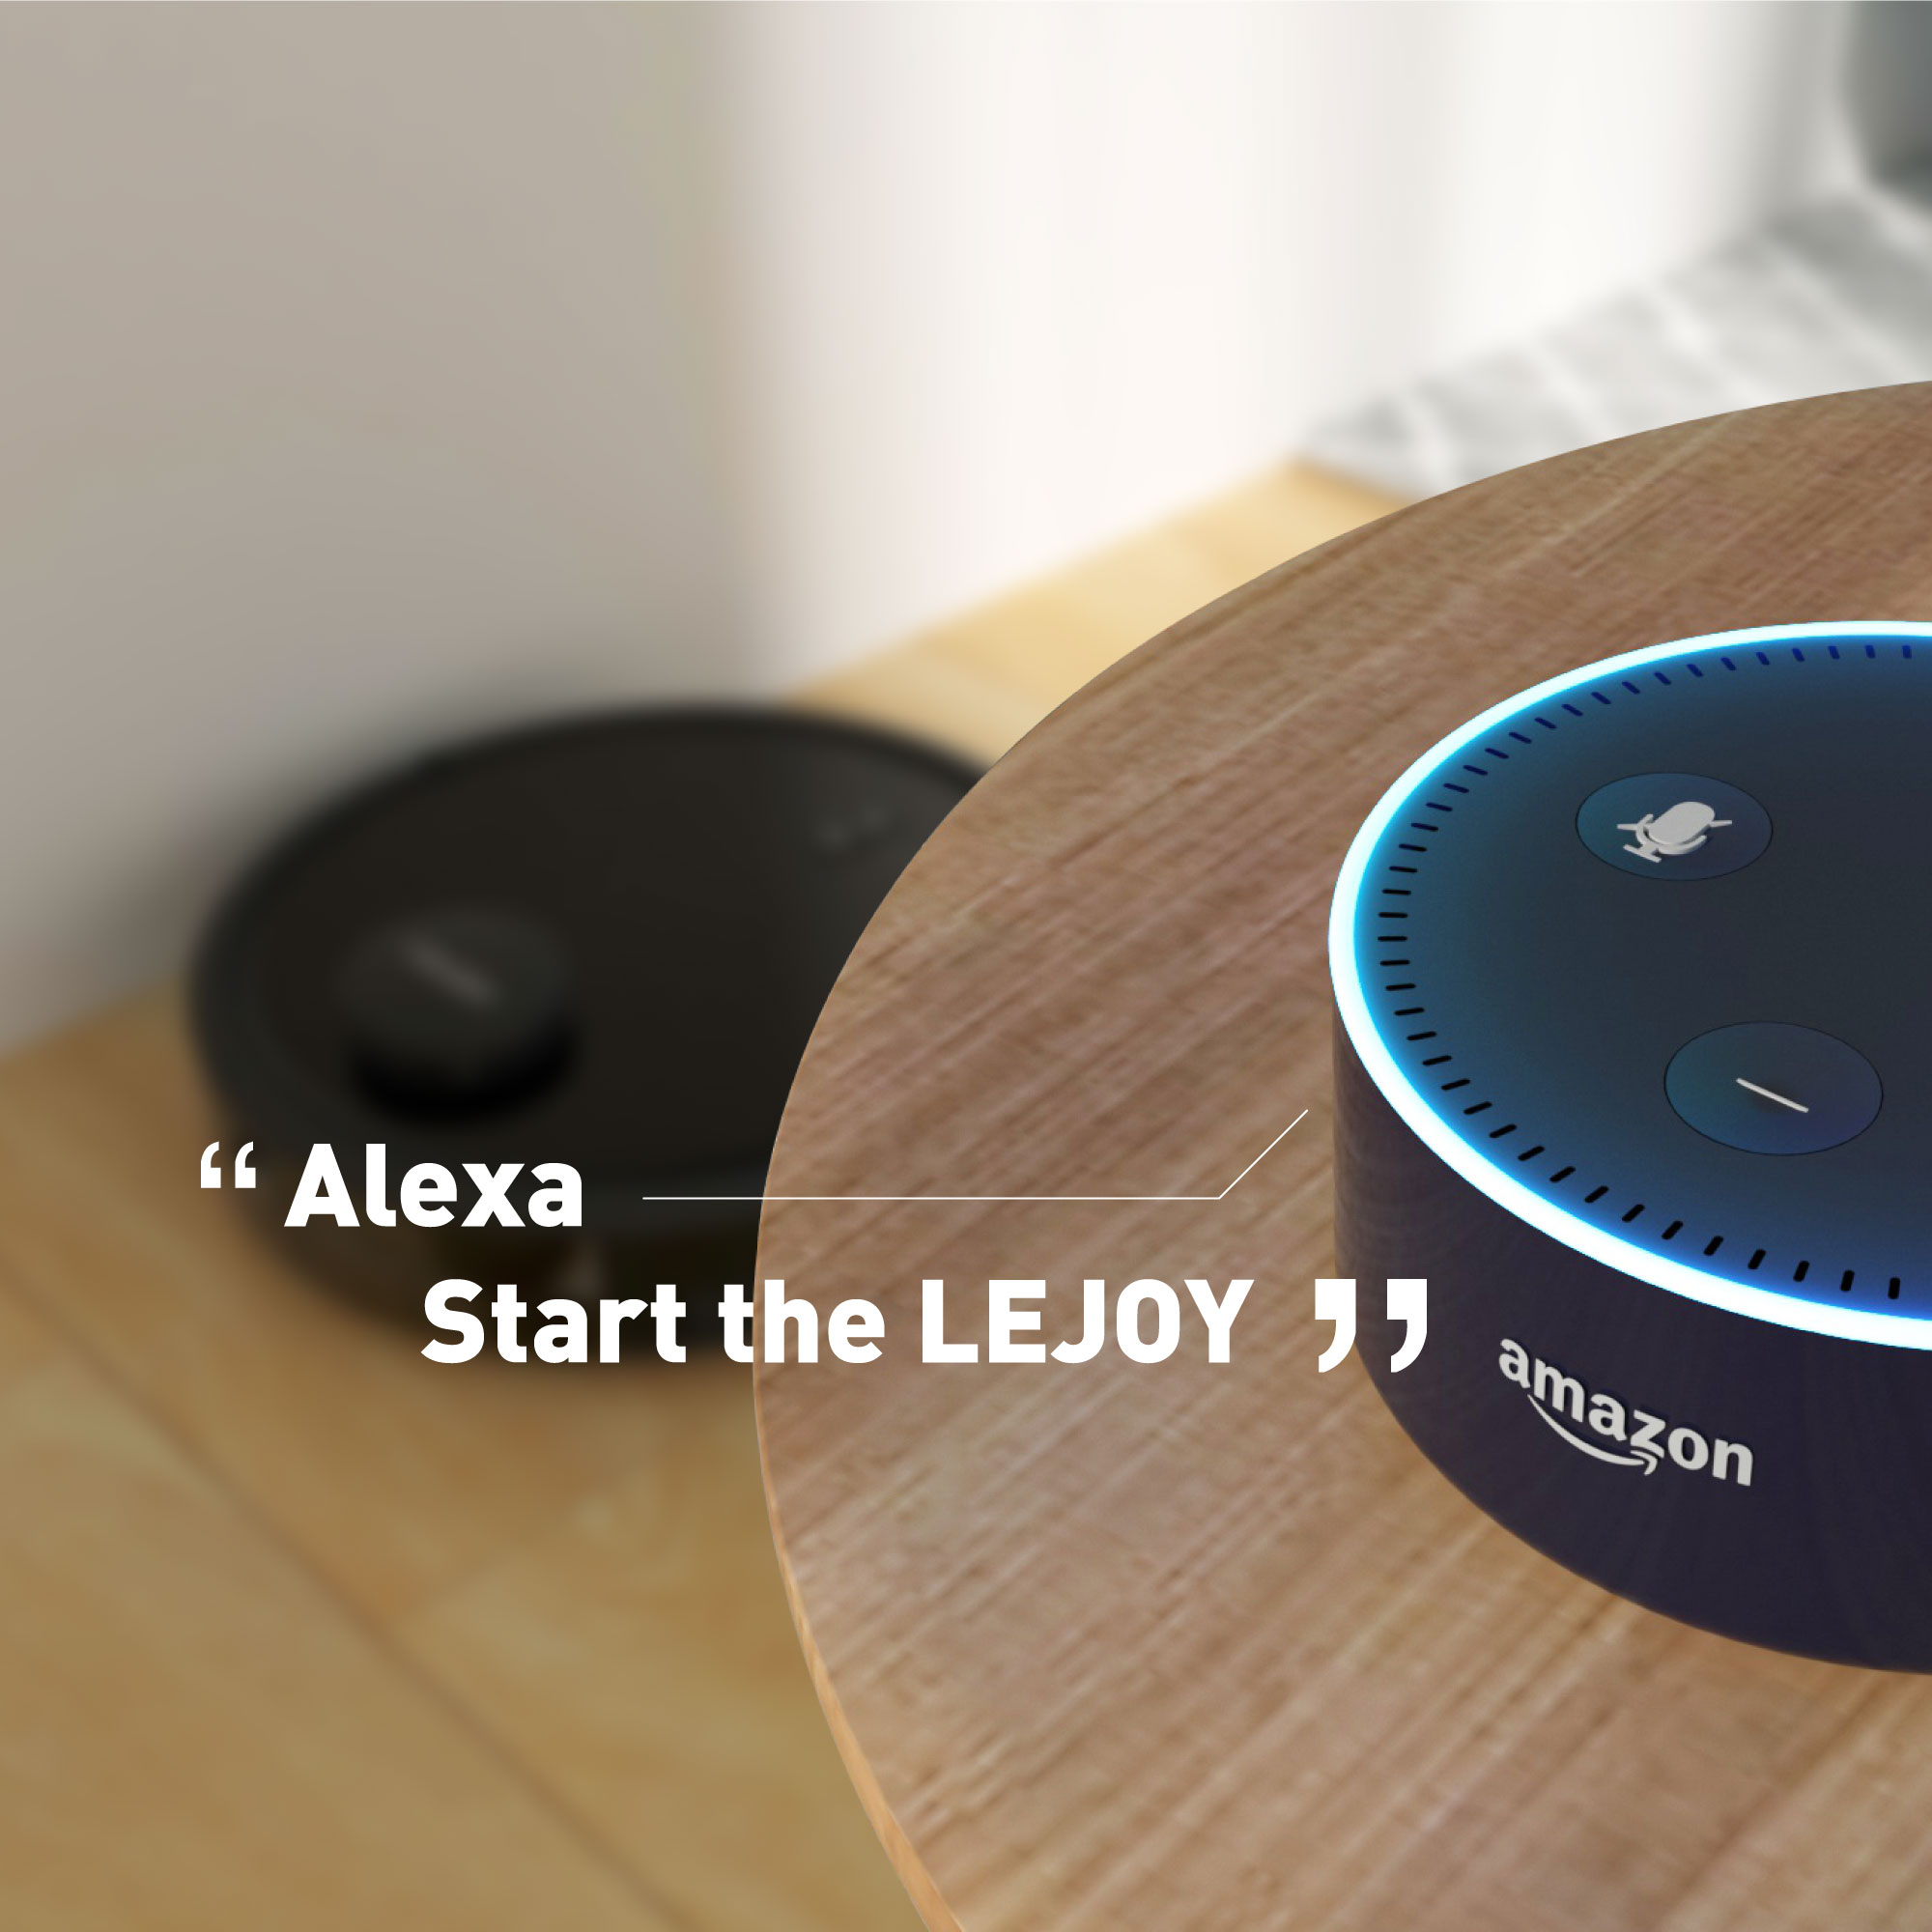 “ Alexa
Start the LEJOY ”
amazon